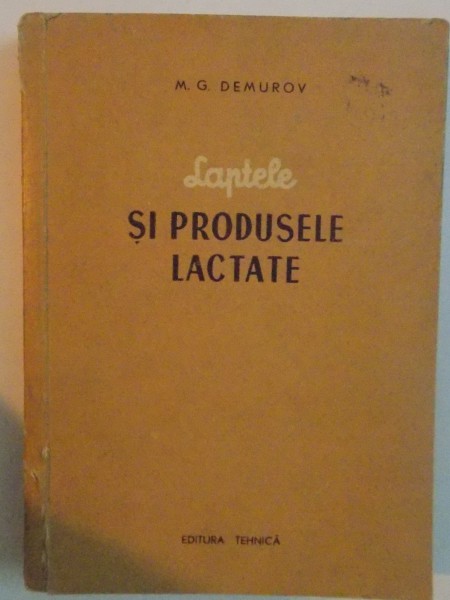 M. G. DEMUROV
Laptele
ȘI PRODUSELE
LACTATE
EDITURA TEHNICĂ